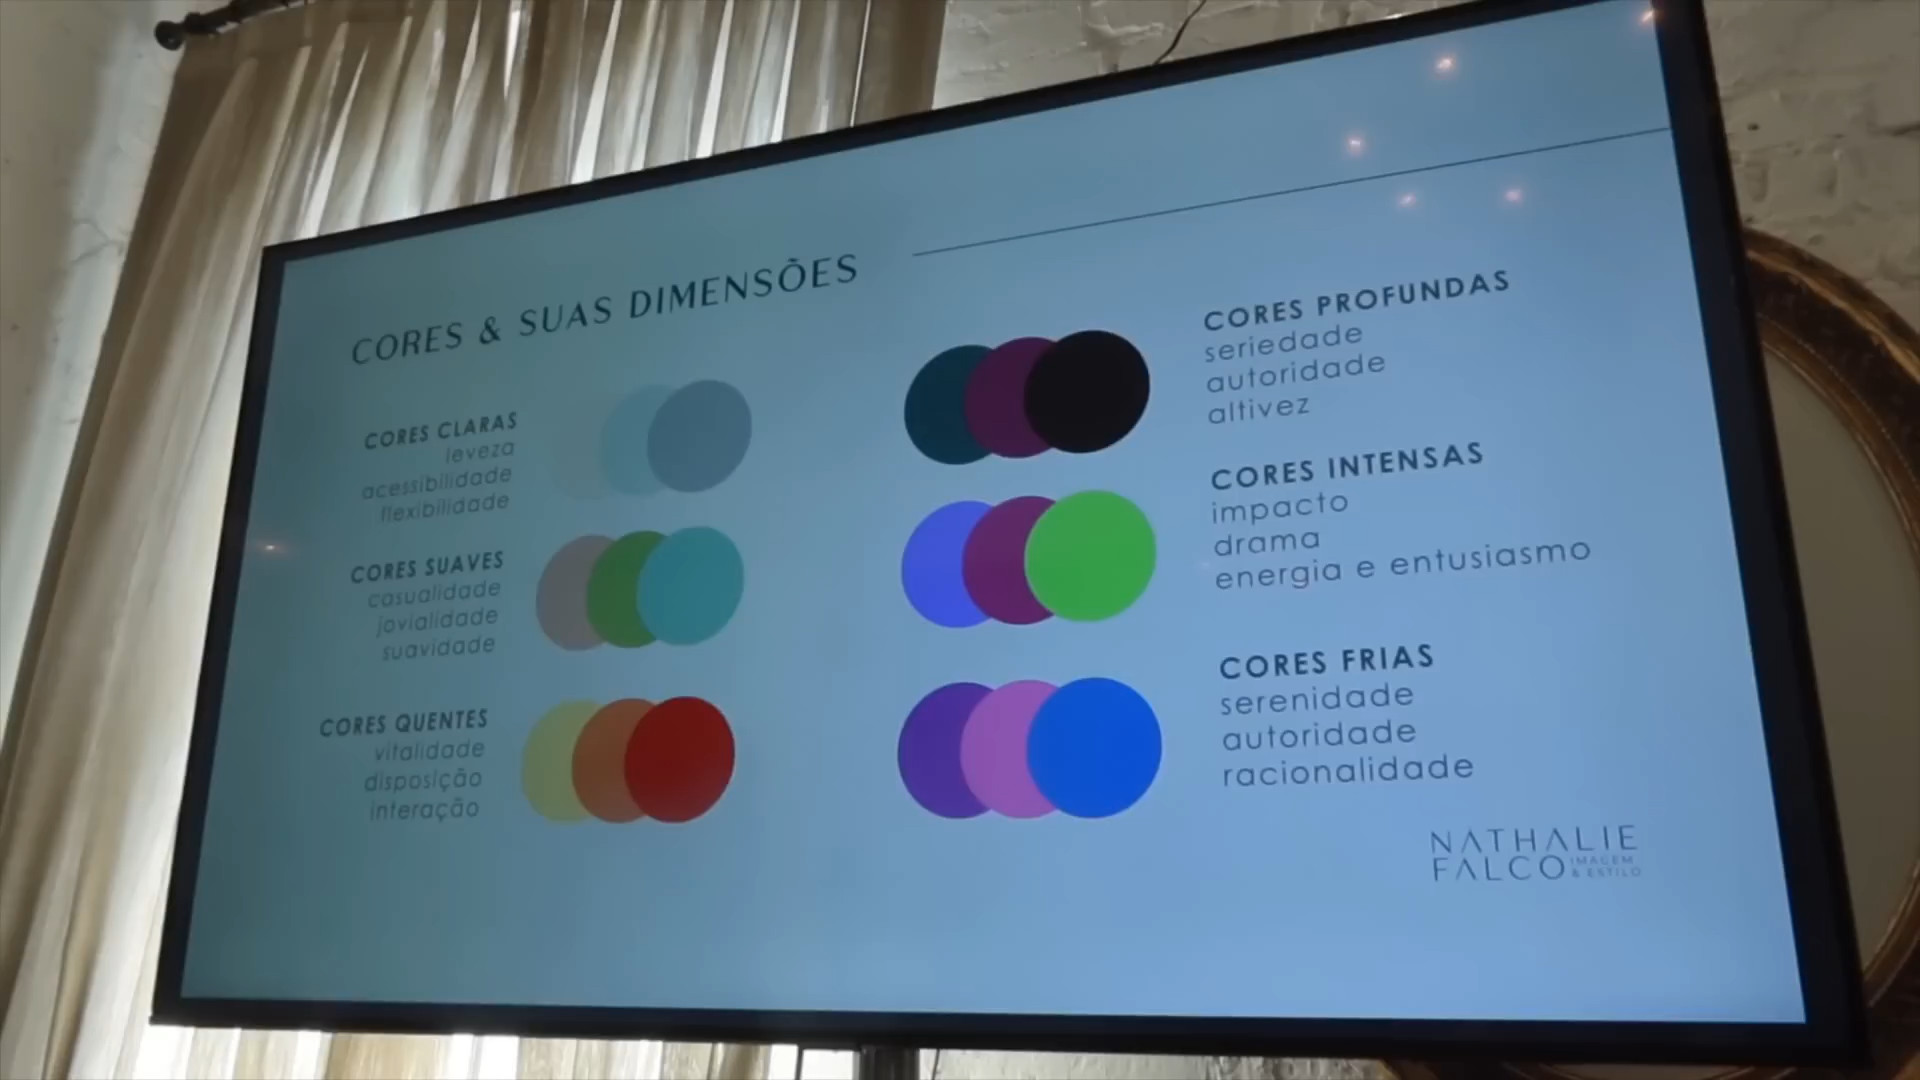 CORES & SUAS DIMENSÕES
CORES CLARAS
leveza
acessibilidade
flexibilidade
CORES SUAVES
casualidade
jovialidade
suavidade
CORES QUENTES
vitalidade
disposição
interação
CORES PROFUNDAS
seriedade
autoridade
altivez
CORES INTENSAS
impacto
drama
energia e entusiasmo
CORES FRIAS
serenidade
autoridade
racionalidade
NATHALIE
FALCO IMAGEM
& ESTILO